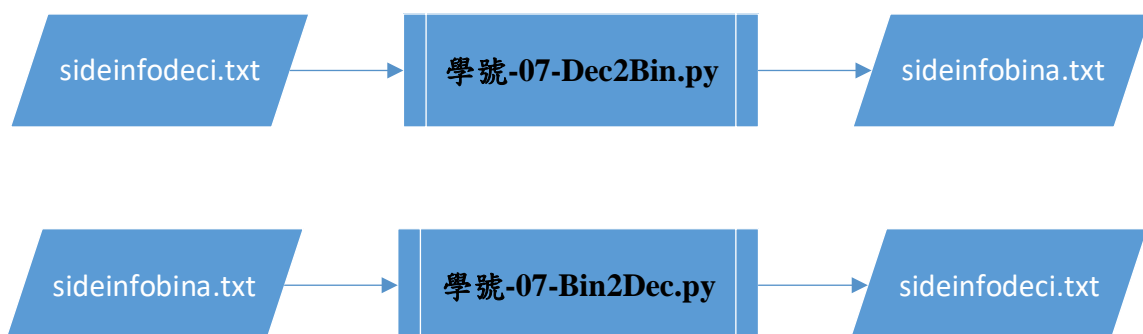 sideinfodeci.txt
學號-07-Dec2Bin.py
sideinfobina.txt
sideinfobina.txt
學號-07-Bin2Dec.py
sideinfodeci.txt